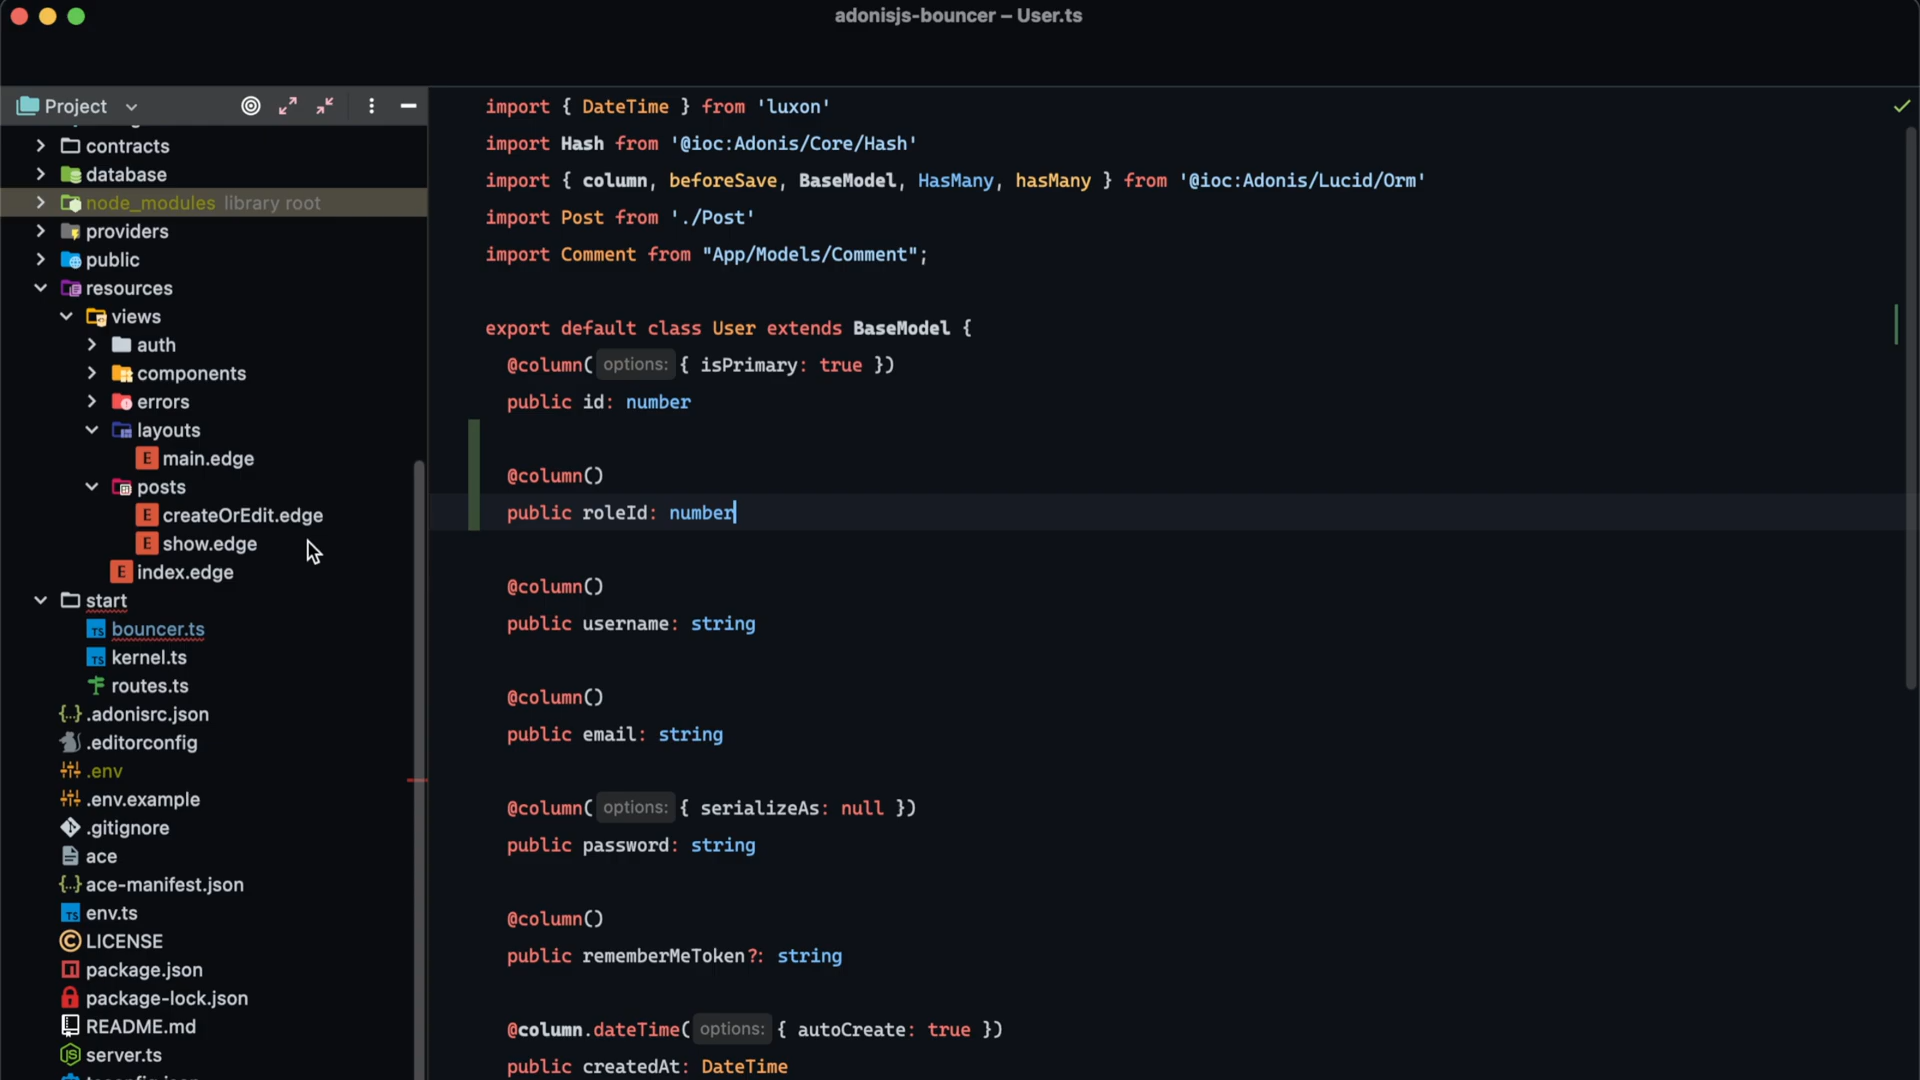 adonisjs-bouncer – User.ts
Project
contracts
database
node_modules library root
providers
public
resources
views
auth
components
errors
layouts
E main.edge
posts
E createOrEdit.edge
E show.edge
E index.edge
start
TS bouncer.ts
TS kernel.ts
routes.ts
{..} .adonisrc.json
.editorconfig
.env
.env.example
.gitignore
ace
{..} ace-manifest.json
TS env.ts
LICENSE
package.json
package-lock.json
README.md
JS server.ts
import { DateTime } from 'luxon'
import Hash from '@ioc:Adonis/Core/Hash'
import { column, beforeSave, BaseModel, HasMany, hasMany } from '@ioc:Adonis/Lucid/Orm'
import Post from './Post'
import Comment from "App/Models/Comment";
export default class User extends BaseModel {
@column( options: { isPrimary: true })
public id: number
@column()
public roleId: number
@column()
public username: string
@column()
public email: string
@column( options: { serializeAs: null })
public password: string
@column()
public rememberMeToken?: string
@column.dateTime( options: { autoCreate: true })
public createdAt: DateTime